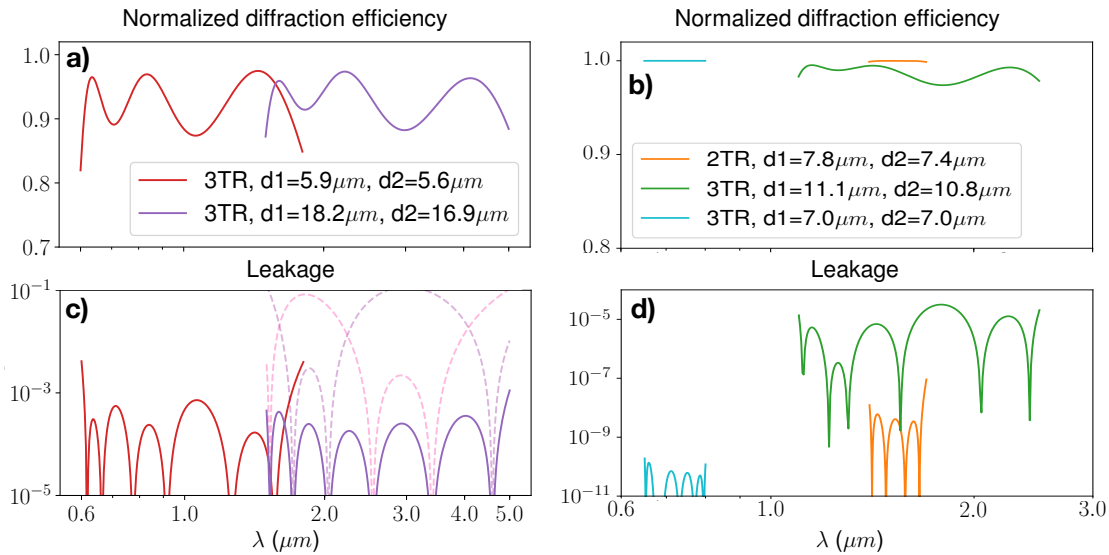 Normalized diffraction efficiency
a)
1.0
0.9
0.8
0.7
3TR, d1=5.9μm, d2=5.6μm
3TR, d1=18.2μm, d2=16.9μm
Normalized diffraction efficiency
b)
1.0
0.9
0.8
2TR, d1=7.8μm, d2=7.4μm
3TR, d1=11.1μm, d2=10.8μm
3TR, d1=7.0μm, d2=7.0μm
Leakage
c)
10⁻¹
10⁻³
10⁻⁵
0.6 1.0 2.0 3.0 4.0 5.0
λ (μm)
Leakage
d)
10⁻⁵
10⁻⁷
10⁻⁹
10⁻¹¹
0.6 1.0 2.0 3.0
λ (μm)